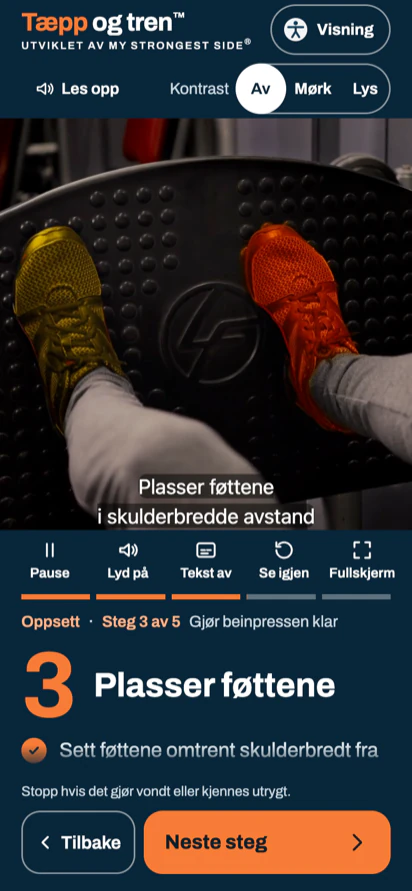 Tæpp og tren™
UTVIKLET AV MY STRONGEST SIDE®
Visning
Les opp
Kontrast
Av
Mørk
Lys
Plasser føttene
i skulderbredde avstand
Pause
Lyd på
Tekst av
Se igjen
Fullskjerm
Oppsett · Steg 3 av 5 Gjør beinpressen klar
3 Plasser føttene
Sett føttene omtrent skulderbredt fra
Stopp hvis det gjør vondt eller kjennes utrygt.
Tilbake
Neste steg